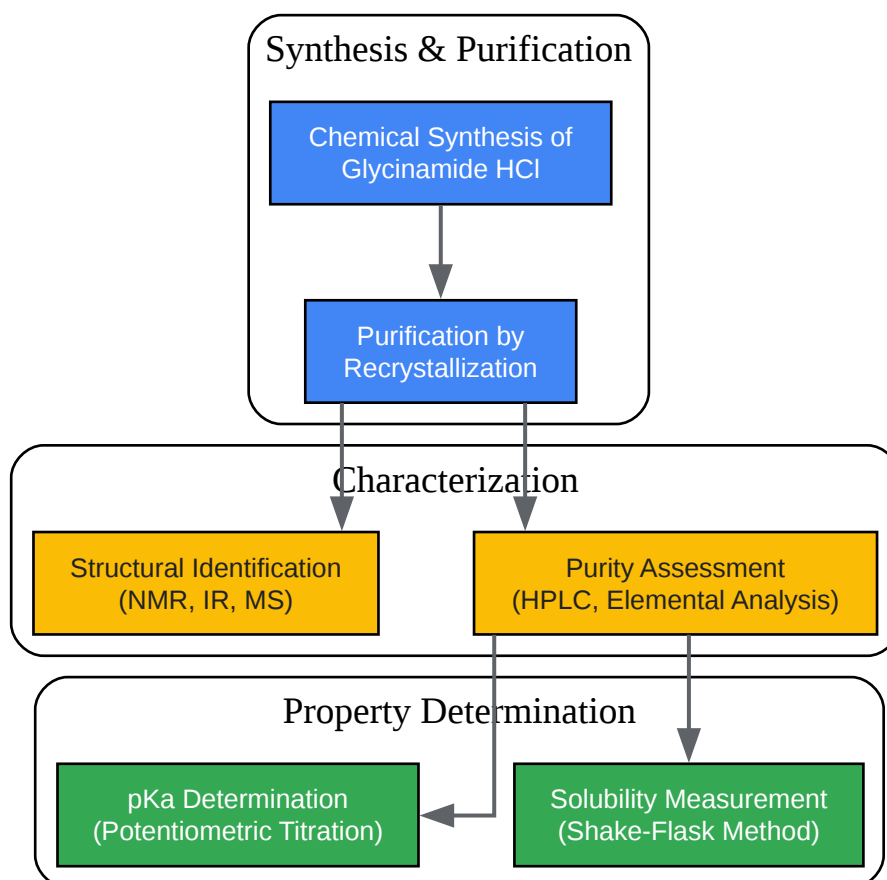 Synthesis & Purification
Chemical Synthesis of
Glycinamide HCl
Purification by
Recrystallization
Characterization
Structural Identification
(NMR, IR, MS)
Purity Assessment
(HPLC, Elemental Analysis)
Property Determination
pKa Determination
(Potentiometric Titration)
Solubility Measurement
(Shake-Flask Method)